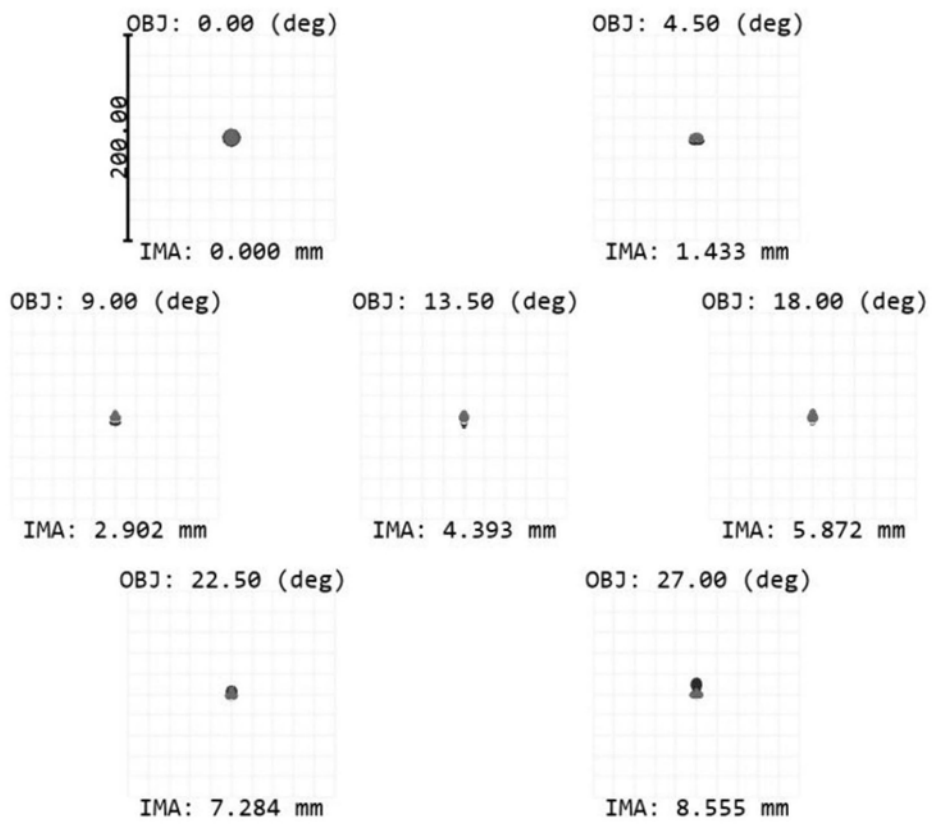 OBJ: 0.00 (deg)
OBJ: 4.50 (deg)
200.00
IMA: 0.000 mm
IMA: 1.433 mm
OBJ: 9.00 (deg)
OBJ: 13.50 (deg)
OBJ: 18.00 (deg)
IMA: 2.902 mm
IMA: 4.393 mm
IMA: 5.872 mm
OBJ: 22.50 (deg)
OBJ: 27.00 (deg)
IMA: 7.284 mm
IMA: 8.555 mm